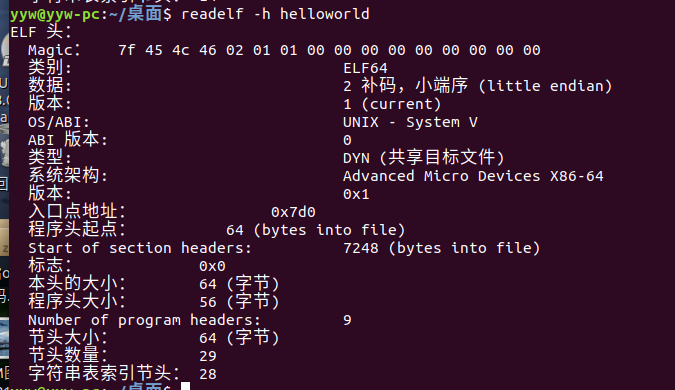 yyw@yyw-pc:~/桌面$ readelf -h helloworld
ELF 头：
Magic： 7f 45 4c 46 02 01 01 00 00 00 00 00 00 00 00 00
类别: ELF64
数据: 2 补码，小端序 (little endian)
版本: 1 (current)
OS/ABI: UNIX - System V
ABI 版本: 0
类型: DYN (共享目标文件)
系统架构: Advanced Micro Devices X86-64
版本: 0x1
入口点地址： 0x7d0
程序头起点： 64 (bytes into file)
Start of section headers: 7248 (bytes into file)
标志： 0x0
本头的大小： 64 (字节)
程序头大小： 56 (字节)
Number of program headers: 9
节头大小： 64 (字节)
节头数量： 29
字符串表索引节头： 28
yyw@yyw-pc:~/桌面$